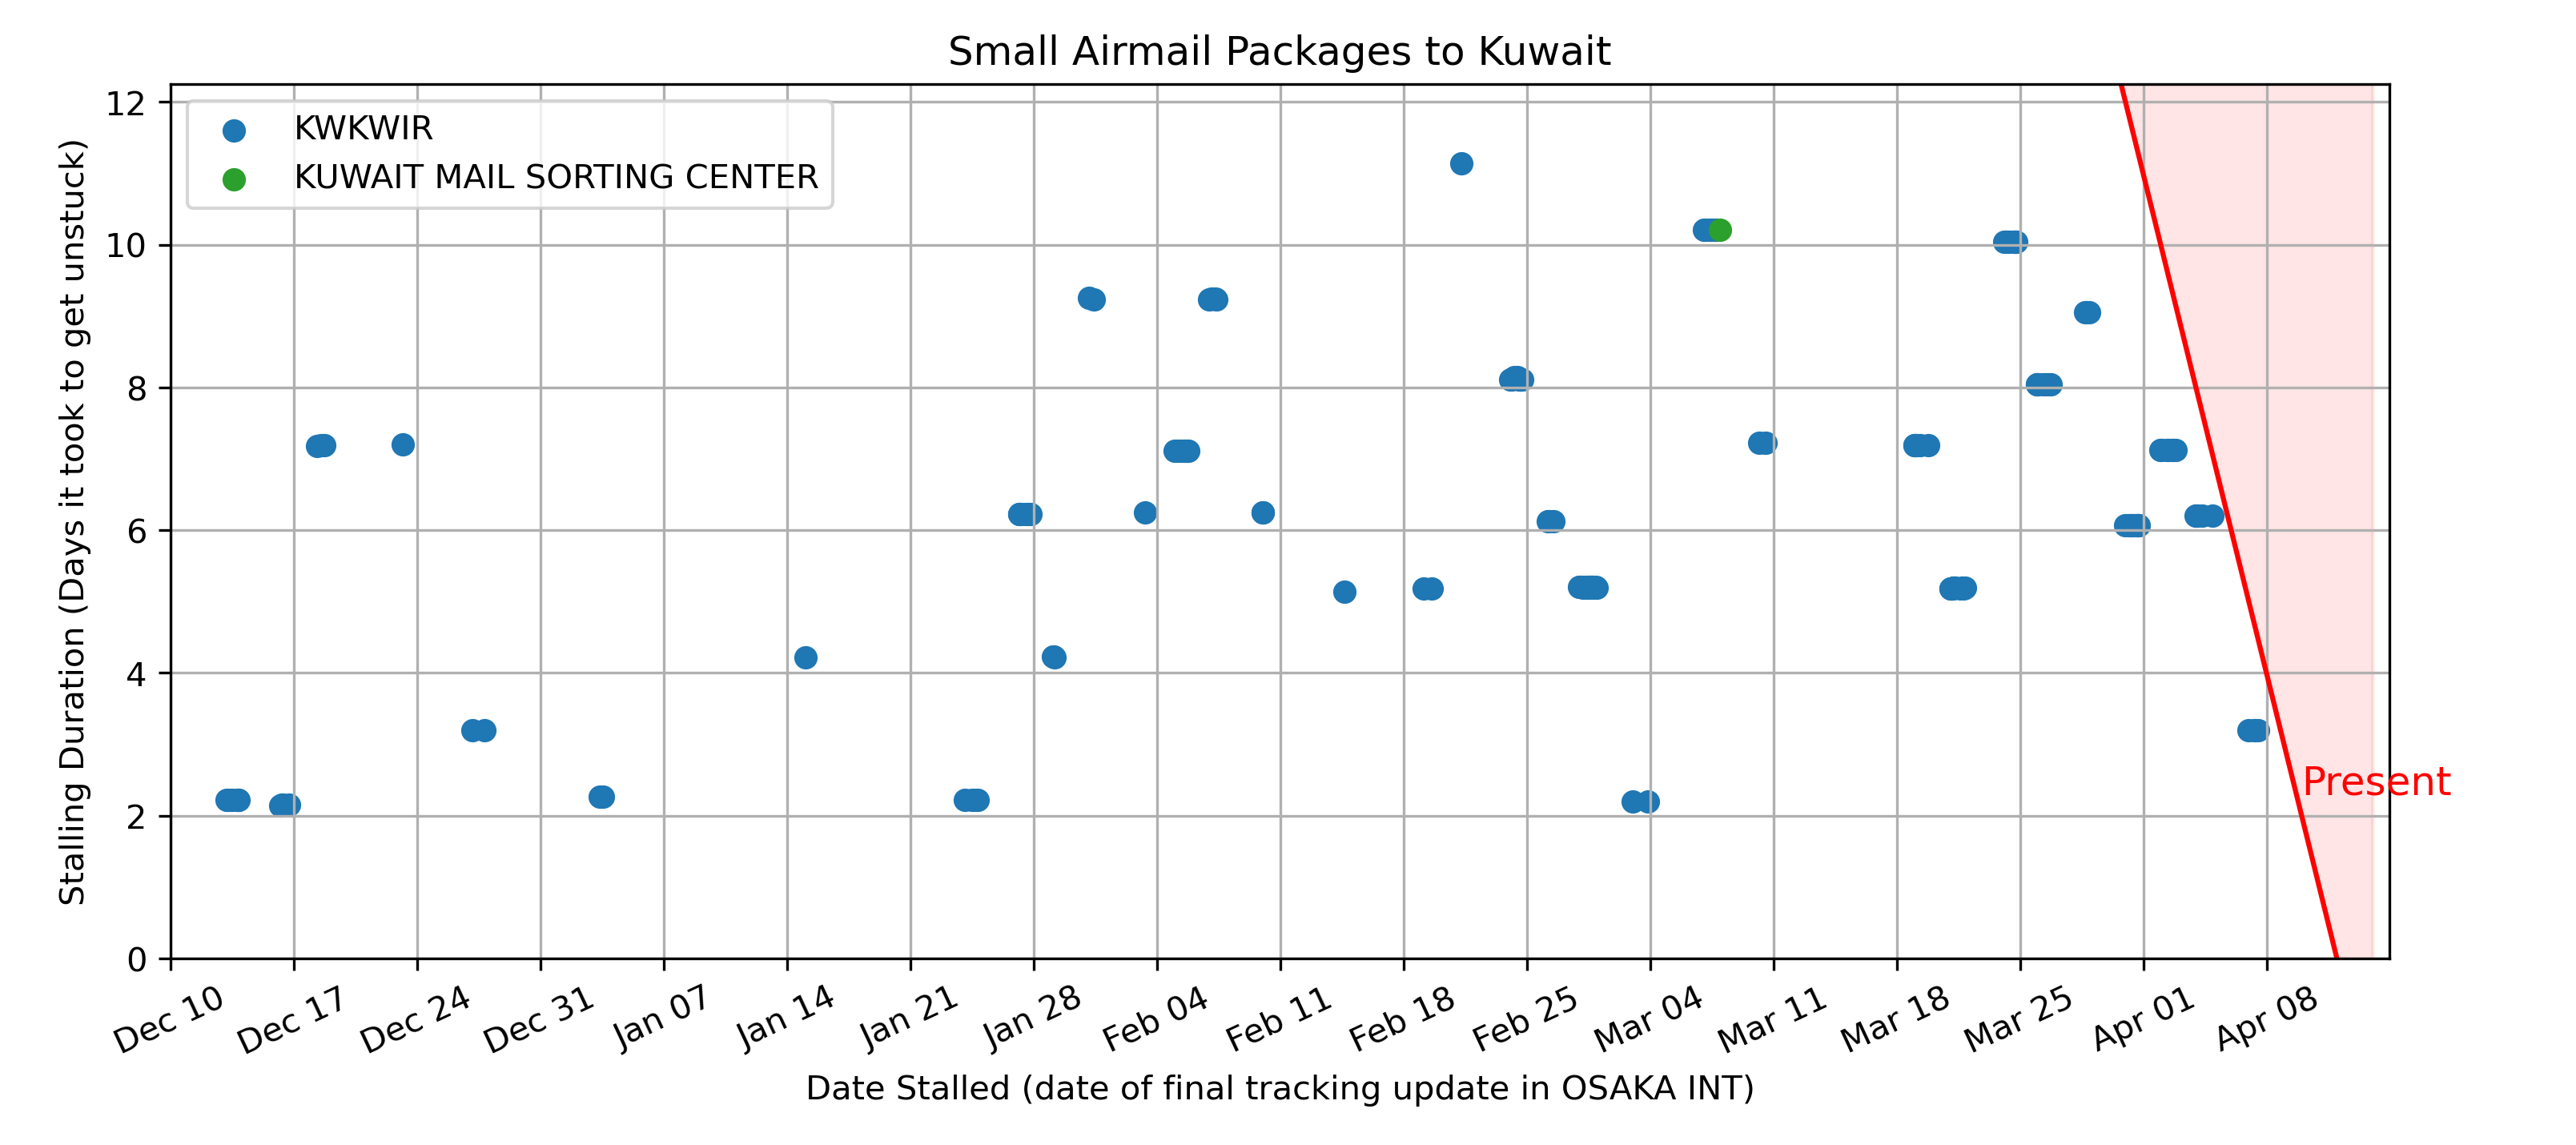 Small Airmail Packages to Kuwait
KWKWIR
KUWAIT MAIL SORTING CENTER
Stalling Duration (Days it took to get unstuck)
12
10
8
6
4
2
0
Present
Dec 10
Dec 17
Dec 24
Dec 31
Jan 07
Jan 14
Jan 21
Jan 28
Feb 04
Feb 11
Feb 18
Feb 25
Mar 04
Mar 11
Mar 18
Mar 25
Apr 01
Apr 08
Date Stalled (date of final tracking update in OSAKA INT)